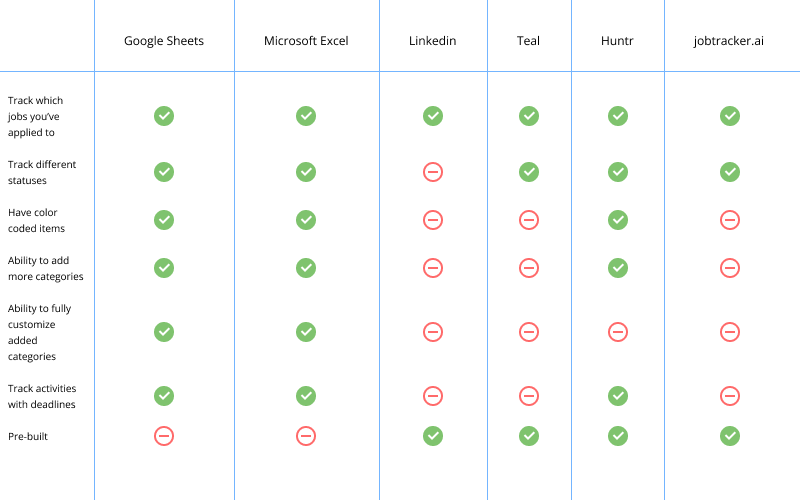 Google Sheets Microsoft Excel Linkedin Teal Huntr jobtracker.ai
Track which
jobs you’ve
applied to
Track different
statuses
Have color
coded items
Ability to add
more categories
Ability to fully
customize
added
categories
Track activities
with deadlines
Pre-built